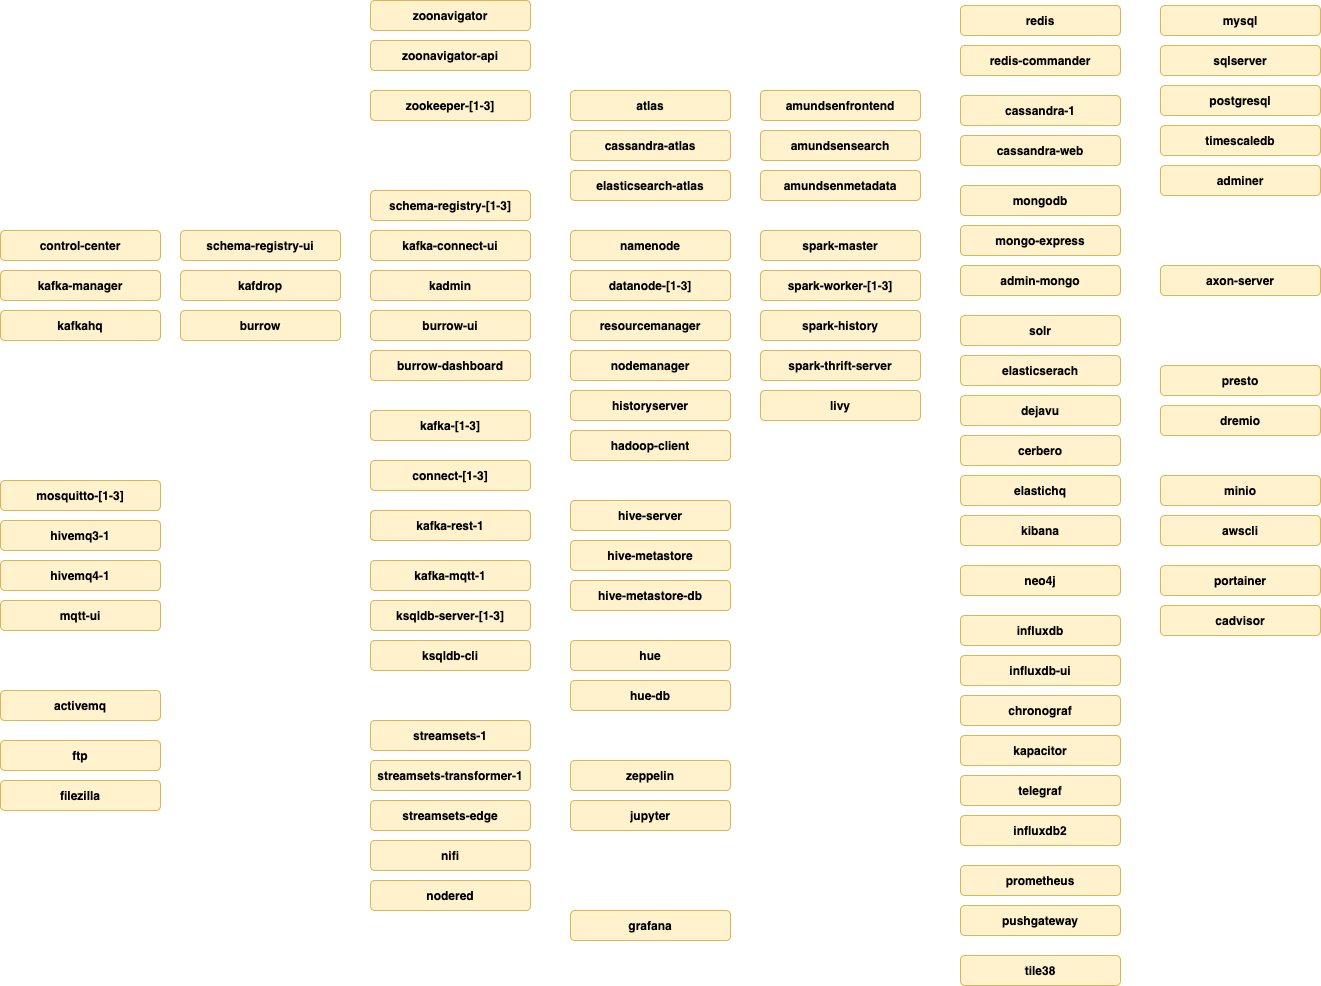 control-center
kafka-manager
kafkahq
mosquitto-[1-3]
hivemq3-1
hivemq4-1
mqtt-ui
activemq
ftp
filezilla
schema-registry-ui
kafdrop
burrow
zoonavigator
zoonavigator-api
zookeeper-[1-3]
schema-registry-[1-3]
kafka-connect-ui
kadmin
burrow-ui
burrow-dashboard
kafka-[1-3]
connect-[1-3]
kafka-rest-1
kafka-mqtt-1
ksqldb-server-[1-3]
ksqldb-cli
streamsets-1
streamsets-transformer-1
streamsets-edge
nifi
nodered
atlas
cassandra-atlas
elasticsearch-atlas
namenode
datanode-[1-3]
resourcemanager
nodemanager
historyserver
hadoop-client
hive-server
hive-metastore
hive-metastore-db
hue
hue-db
zeppelin
jupyter
grafana
amundsenfrontend
amundsensearch
amundsenmetadata
spark-master
spark-worker-[1-3]
spark-history
spark-thrift-server
livy
redis
redis-commander
cassandra-1
cassandra-web
mongodb
mongo-express
admin-mongo
solr
elasticserach
dejavu
cerbero
elastichq
kibana
neo4j
influxdb
influxdb-ui
chronograf
kapacitor
telegraf
influxdb2
prometheus
pushgateway
tile38
mysql
sqlserver
postgresql
timescaledb
adminer
axon-server
presto
dremio
minio
awscli
portainer
cadvisor